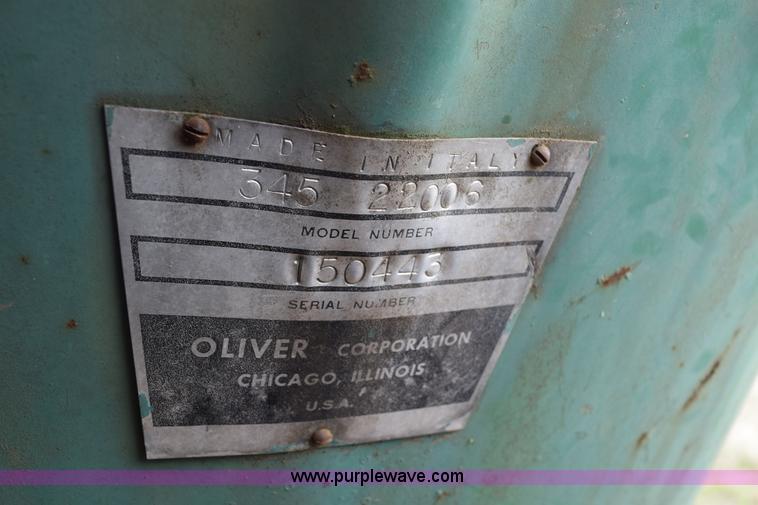 MADE IN ITALY
345 22006
MODEL NUMBER
150443
SERIAL NUMBER
OLIVER CORPORATION
CHICAGO, ILLINOIS
U.S.A.
www.purplewave.com